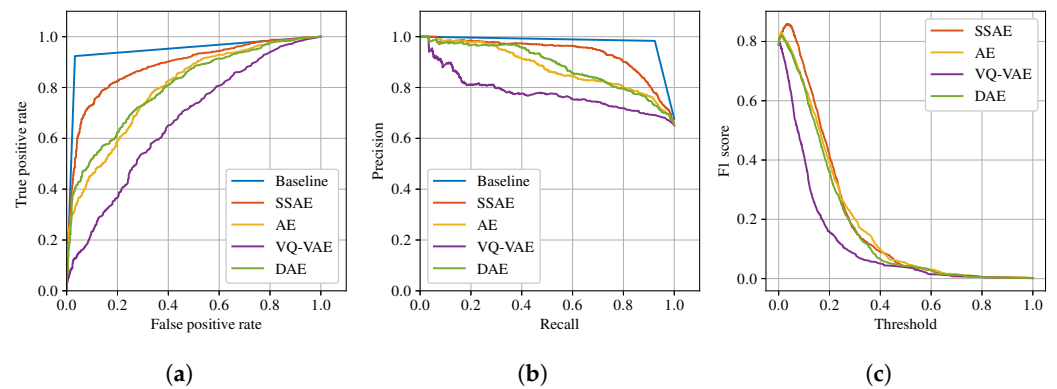 1.0
0.8
0.6
0.4
0.2
0.0
True positive rate
0.0 0.2 0.4 0.6 0.8 1.0
False positive rate
Baseline
SSAE
AE
VQ-VAE
DAE
(a)
1.0
0.8
0.6
0.4
0.2
0.0
Precision
0.0 0.2 0.4 0.6 0.8 1.0
Recall
Baseline
SSAE
AE
VQ-VAE
DAE
(b)
0.8
0.6
0.4
0.2
0.0
F1 score
0.0 0.2 0.4 0.6 0.8 1.0
Threshold
SSAE
AE
VQ-VAE
DAE
(c)